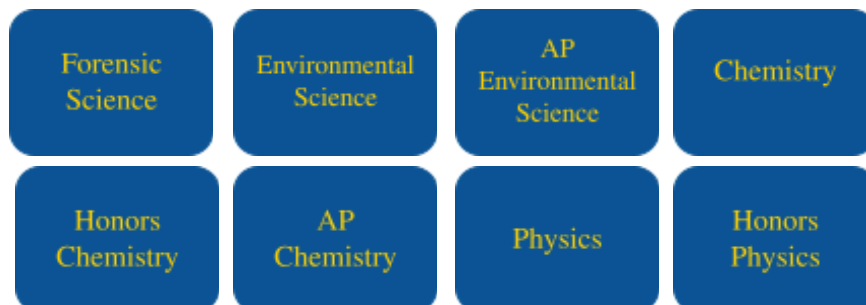 Forensic
Science
Environmental
Science
AP
Environmental
Science
Chemistry
Honors
Chemistry
AP
Chemistry
Physics
Honors
Physics